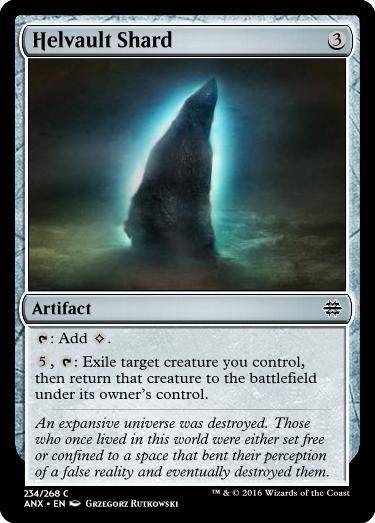 Helvault Shard 3
Artifact
: Add .
5 , : Exile target creature you control,
then return that creature to the battlefield
under its owner's control.
An expansive universe was destroyed. Those
who once lived in this world were either set free
or confined to a space that bent their perception
of a false reality and eventually destroyed them.
234/268 C
ANX • EN Grzegorz Rutkowski
™ & © 2016 Wizards of the Coast